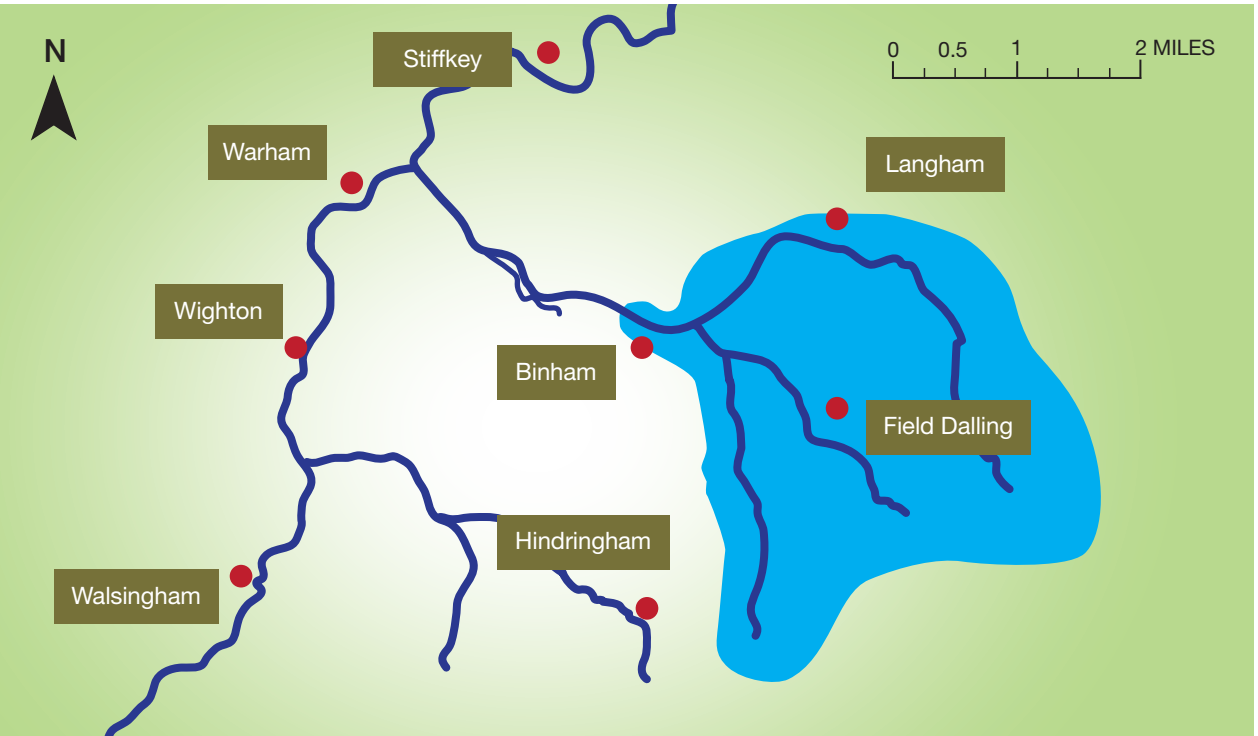 N
0 0.5 1 2 MILES
Stiffkey
Warham
Langham
Wighton
Binham
Field Dalling
Hindringham
Walsingham